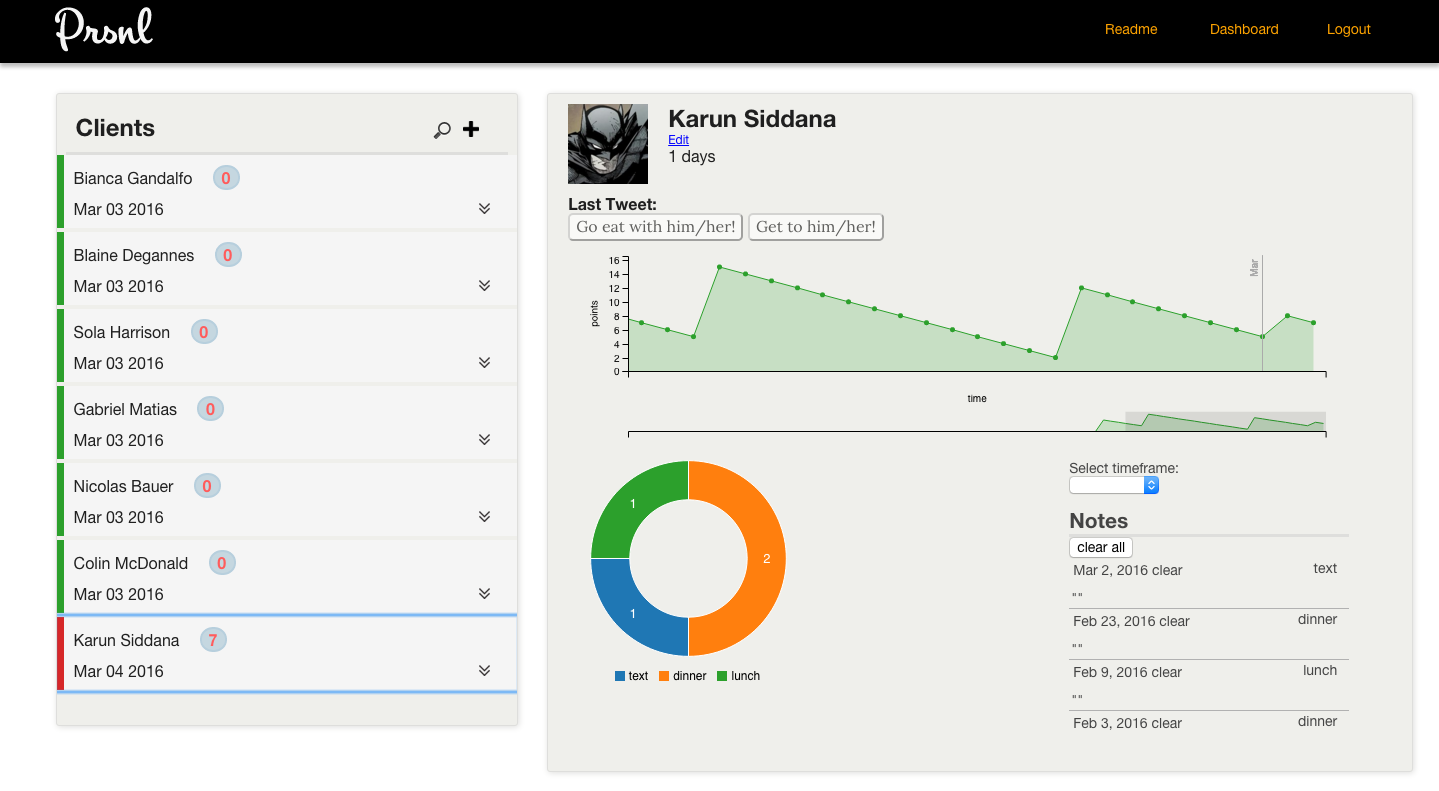 Prsnl
Readme Dashboard Logout
Clients
Bianca Gandalfo 0
Mar 03 2016
Blaine Degannes 0
Mar 03 2016
Sola Harrison 0
Mar 03 2016
Gabriel Matias 0
Mar 03 2016
Nicolas Bauer 0
Mar 03 2016
Colin McDonald 0
Mar 03 2016
Karun Siddana 7
Mar 04 2016
Karun Siddana
Edit
1 days
Last Tweet:
Go eat with him/her! Get to him/her!
16
14
12
10
8
6
4
2
0
points
Mar
time
1
2
1
text dinner lunch
Select timeframe:
Notes
clear all
Mar 2, 2016 clear text
""
Feb 23, 2016 clear dinner
""
Feb 9, 2016 clear lunch
""
Feb 3, 2016 clear dinner